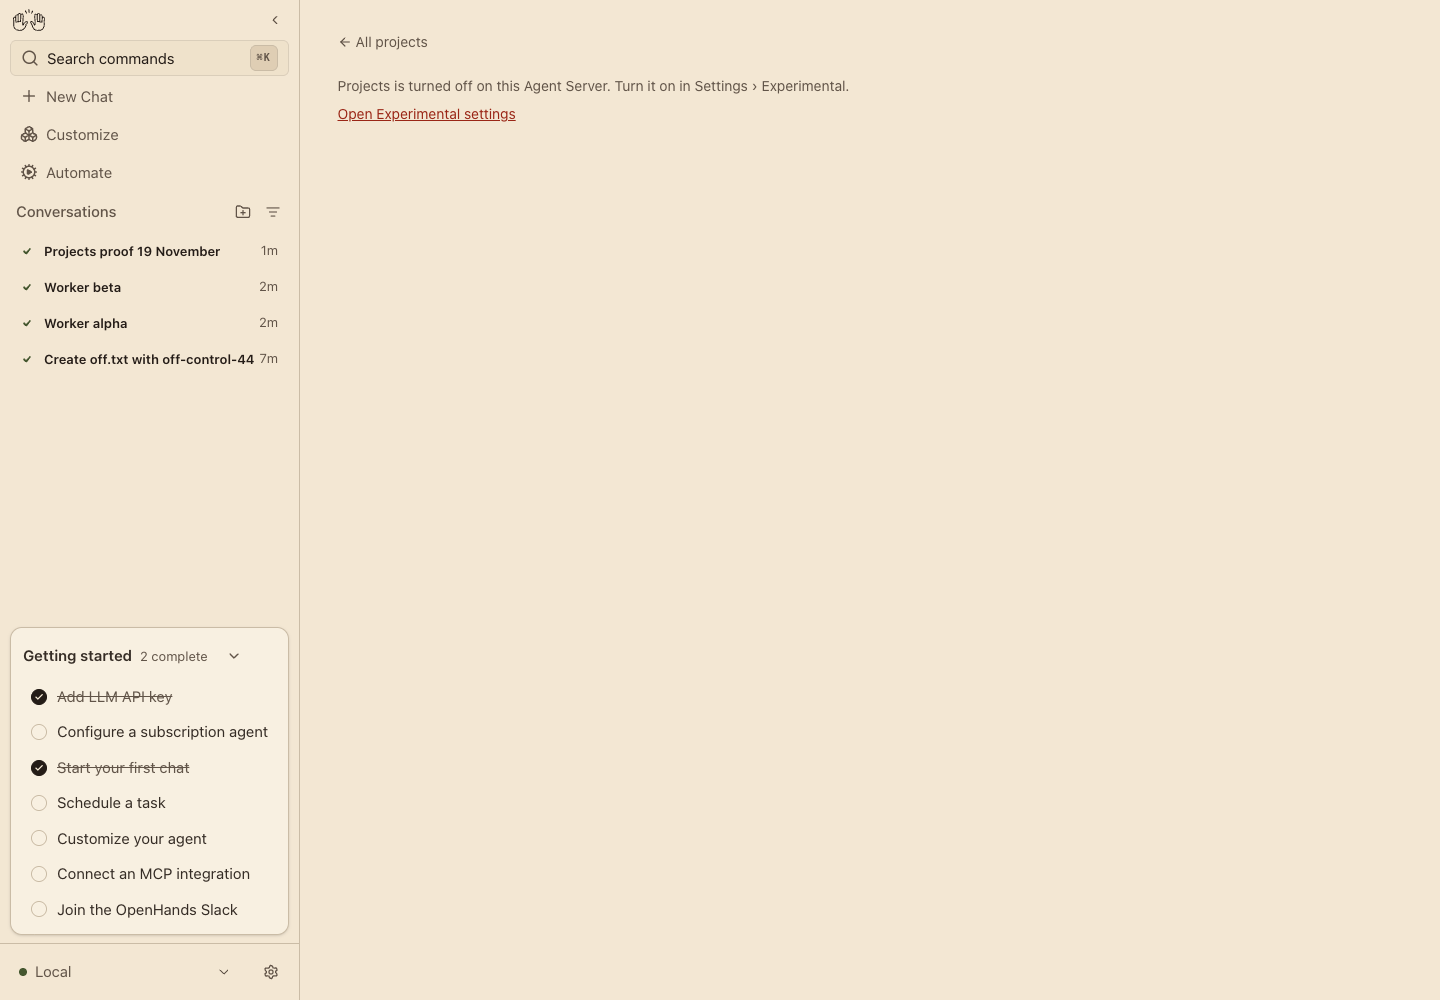 Search commands ⌘K
New Chat
Customize
Automate
Conversations
Projects proof 19 November 1m
Worker beta 2m
Worker alpha 2m
Create off.txt with off-control-44 7m
Getting started 2 complete
Add LLM API key
Configure a subscription agent
Start your first chat
Schedule a task
Customize your agent
Connect an MCP integration
Join the OpenHands Slack
Local
All projects
Projects is turned off on this Agent Server. Turn it on in Settings › Experimental.
Open Experimental settings